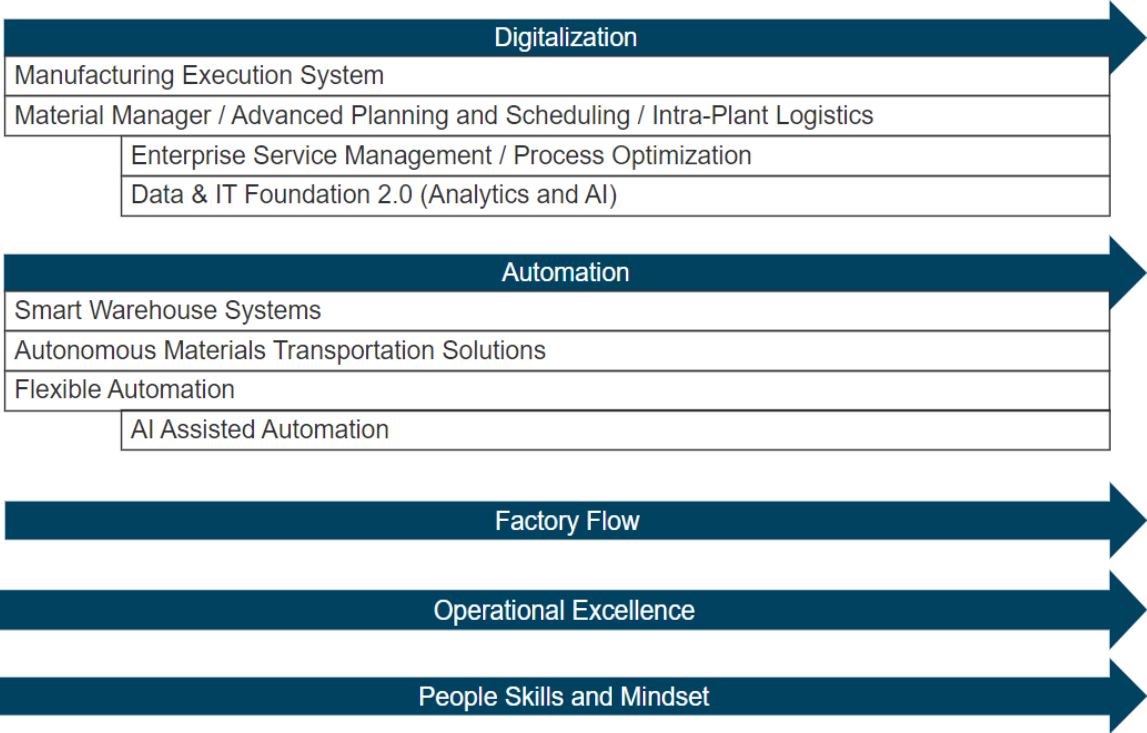 Digitalization
Manufacturing Execution System
Material Manager / Advanced Planning and Scheduling / Intra-Plant Logistics
Enterprise Service Management / Process Optimization
Data & IT Foundation 2.0 (Analytics and AI)
Automation
Smart Warehouse Systems
Autonomous Materials Transportation Solutions
Flexible Automation
AI Assisted Automation
Factory Flow
Operational Excellence
People Skills and Mindset